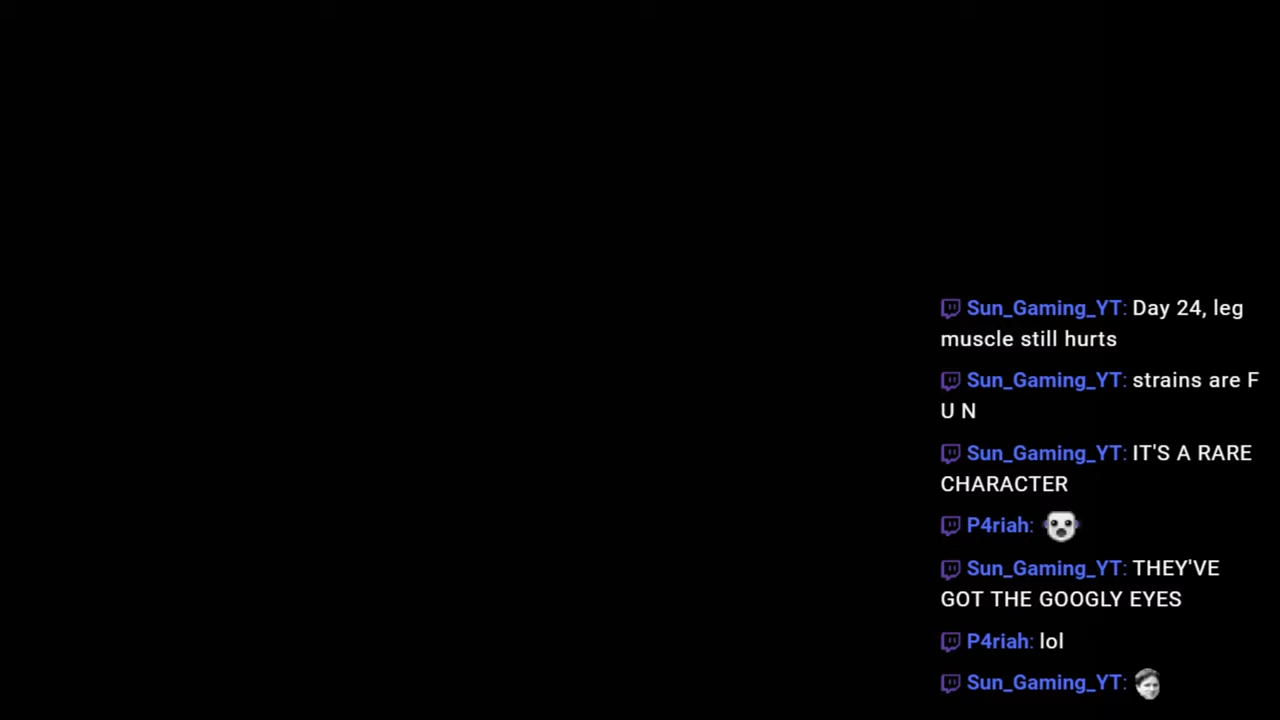 Sun_Gaming_YT: Day 24, leg
muscle still hurts
Sun_Gaming_YT: strains are F
U N
Sun_Gaming_YT: IT'S A RARE
CHARACTER
P4riah:
Sun_Gaming_YT: THEY'VE
GOT THE GOOGLY EYES
P4riah: lol
Sun_Gaming_YT: